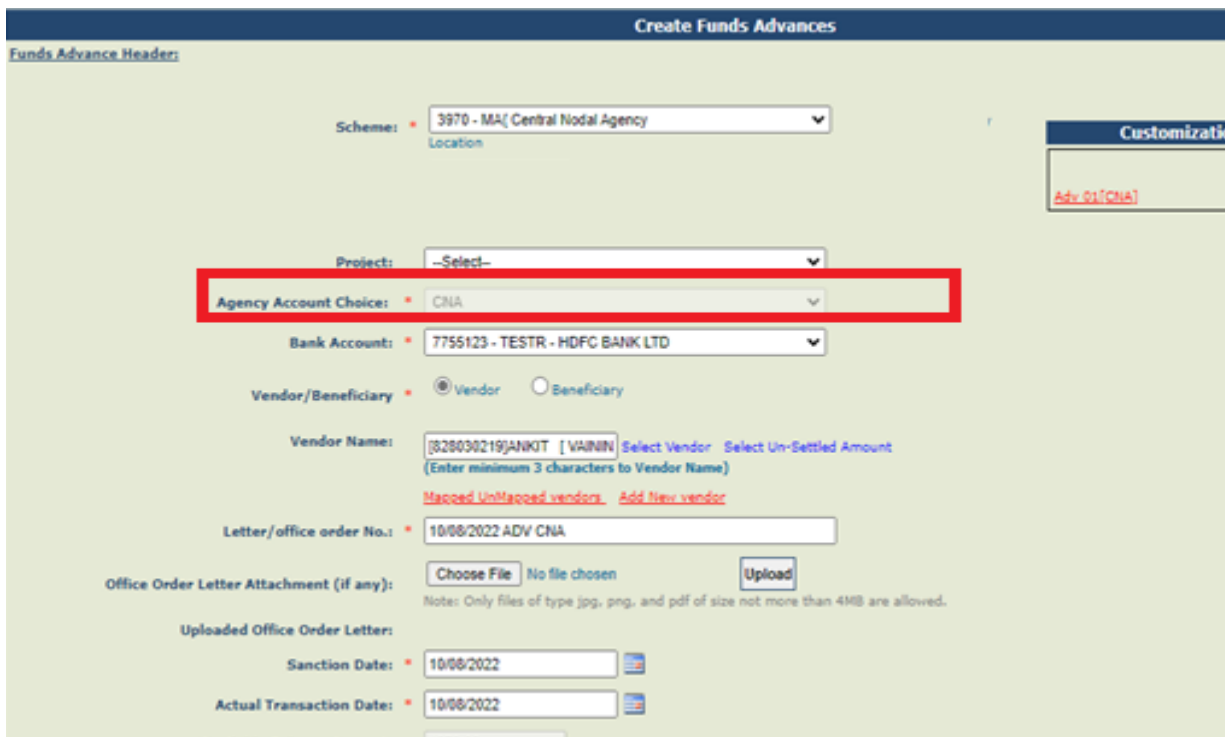 Create Funds Advances
Funds Advance Header:
Scheme: * 3970 - MA( Central Nodal Agency
Location
Customizati
Adv 01[CNA]
Project: --Select--
Agency Account Choice: * CNA
Bank Account: * 7755123 - TESTR - HDFC BANK LTD
Vendor/Beneficiary * Vendor Beneficiary
Vendor Name: [828030219]ANKIT [ VAININ Select Vendor Select Un-Settled Amount
(Enter minimum 3 characters to Vendor Name)
Mapped UnMapped vendors Add New vendor
Letter/office order No.: * 10/08/2022 ADV CNA
Office Order Letter Attachment (if any): Choose File No file chosen Upload
Note: Only files of type jpg, png, and pdf of size not more than 4MB are allowed.
Uploaded Office Order Letter:
Sanction Date: * 10/08/2022
Actual Transaction Date: * 10/08/2022